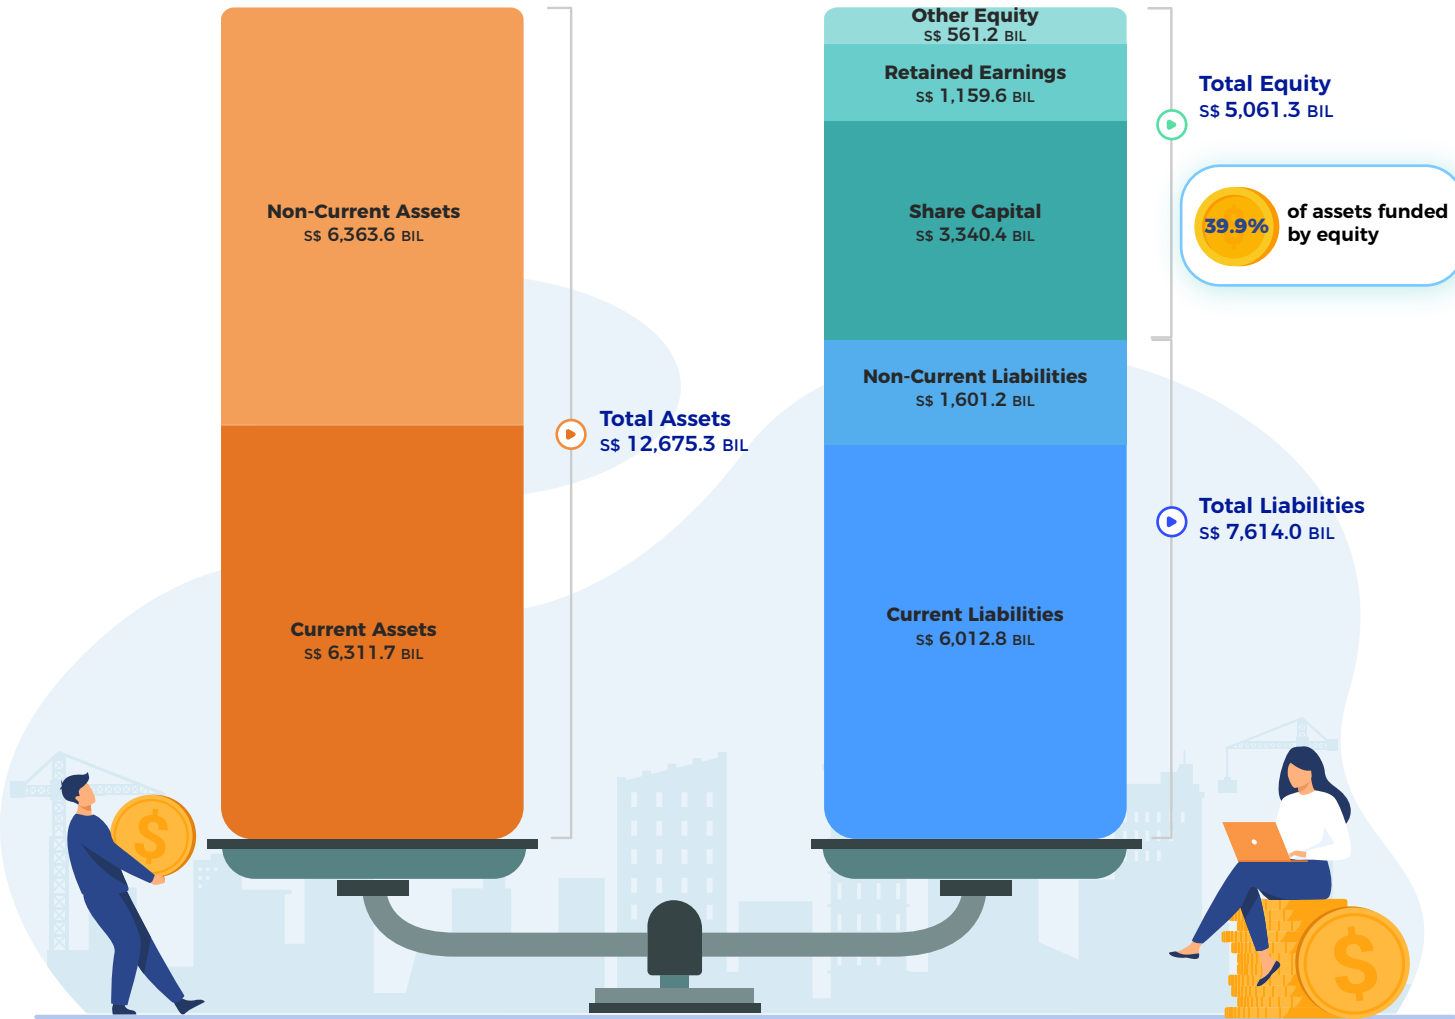 Non-Current Assets
S$ 6,363.6 BIL
Current Assets
S$ 6,311.7 BIL
Total Assets
S$ 12,675.3 BIL
Other Equity
S$ 561.2 BIL
Retained Earnings
S$ 1,159.6 BIL
Share Capital
S$ 3,340.4 BIL
Non-Current Liabilities
S$ 1,601.2 BIL
Current Liabilities
S$ 6,012.8 BIL
Total Equity
S$ 5,061.3 BIL
39.9%
of assets funded
by equity
Total Liabilities
S$ 7,614.0 BIL
$
$